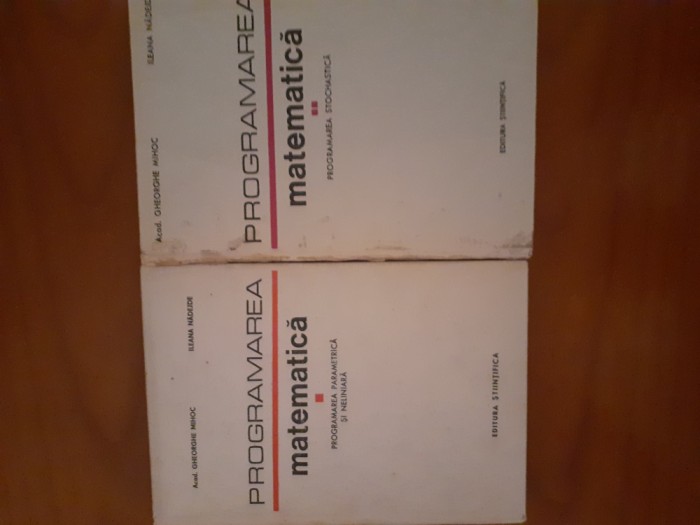 Acad. GHEORGHE MIHOC ILEANA NĂDEJDE
PROGRAMAREA
matematică
PROGRAMAREA STOCHASTICĂ
EDITURA ȘTIINȚIFICĂ
Acad. GHEORGHE MIHOC ILEANA NĂDEJDE
PROGRAMAREA
matematică
PROGRAMAREA PARAMETRICĂ
ȘI NELINIARĂ
EDITURA ȘTIINȚIFICĂ